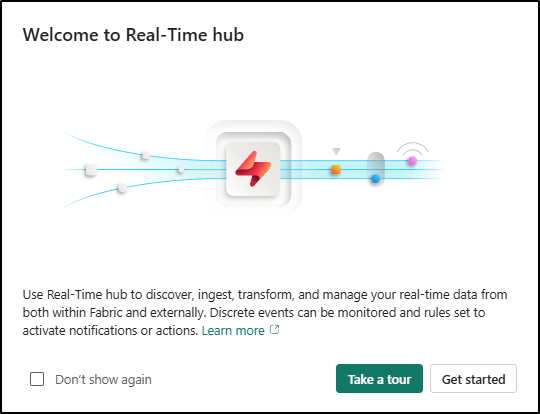 Welcome to Real-Time hub
Use Real-Time hub to discover, ingest, transform, and manage your real-time data from
both within Fabric and externally. Discrete events can be monitored and rules set to
activate notifications or actions. Learn more
Don't show again
Take a tour
Get started